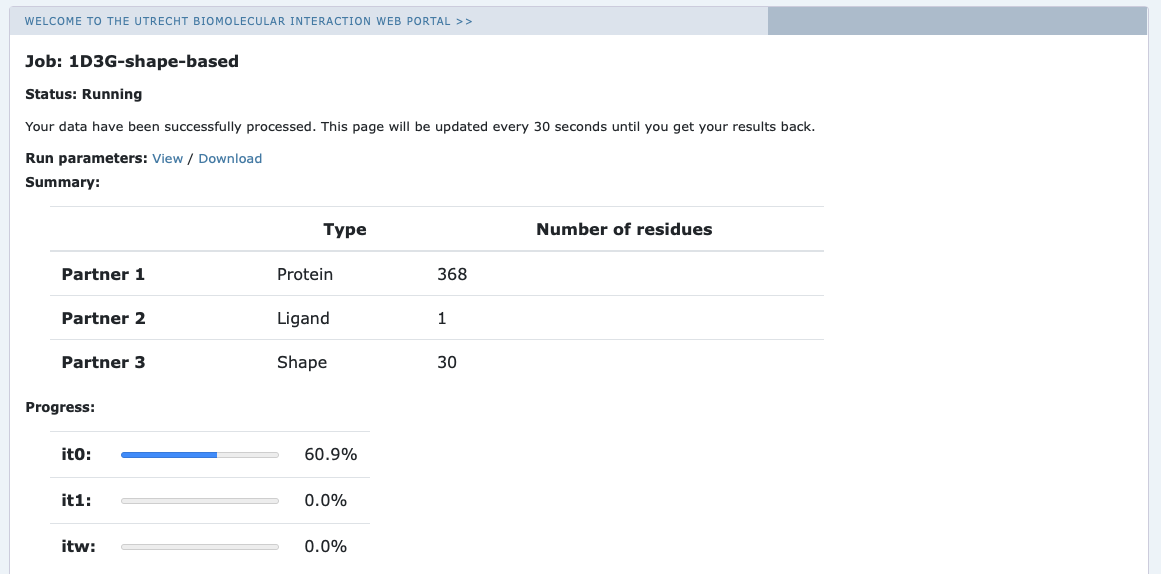 WELCOME TO THE UTRECHT BIOMOLECULAR INTERACTION WEB PORTAL >>
Job: 1D3G-shape-based
Status: Running
Your data have been successfully processed. This page will be updated every 30 seconds until you get your results back.
Run parameters: View / Download
Summary:
Type Number of residues
Partner 1 Protein 368
Partner 2 Ligand 1
Partner 3 Shape 30
Progress:
it0: 60.9%
it1: 0.0%
itw: 0.0%